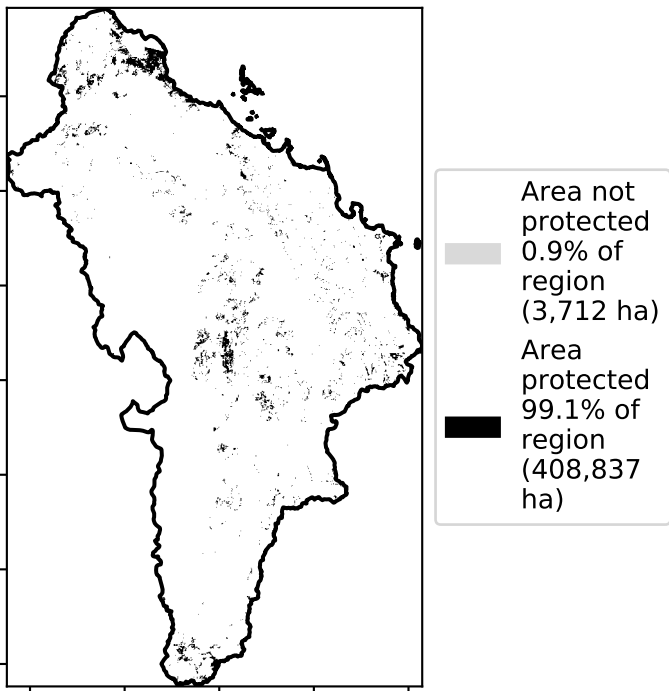 Area not
protected
0.9% of
region
(3,712 ha)
Area
protected
99.1% of
region
(408,837
ha)